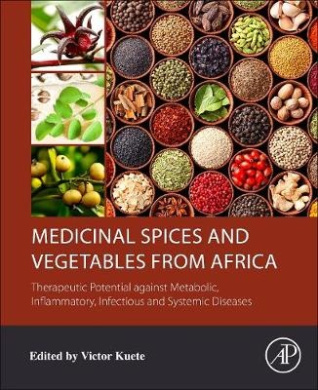 MEDICINAL SPICES AND
VEGETABLES FROM AFRICA
Therapeutic Potential against Metabolic,
Inflammatory, Infectious and Systemic Diseases
Edited by Victor Kuete
AP